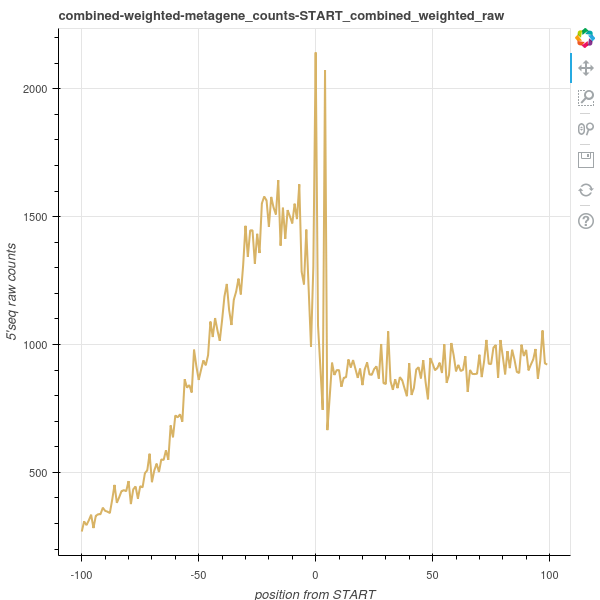 combined-weighted-metagene_counts-START_combined_weighted_raw
2000
1500
1000
500
5'seq raw counts
-100 -50 0 50 100
position from START